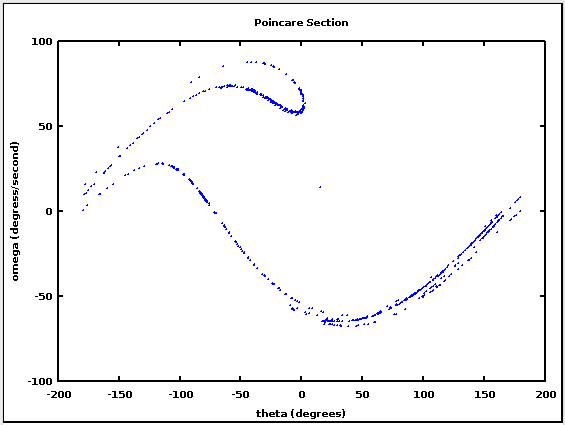 Poincare Section
100
50
0
-50
-100
omega (degress/second)
-200 -150 -100 -50 0 50 100 150 200
theta (degrees)